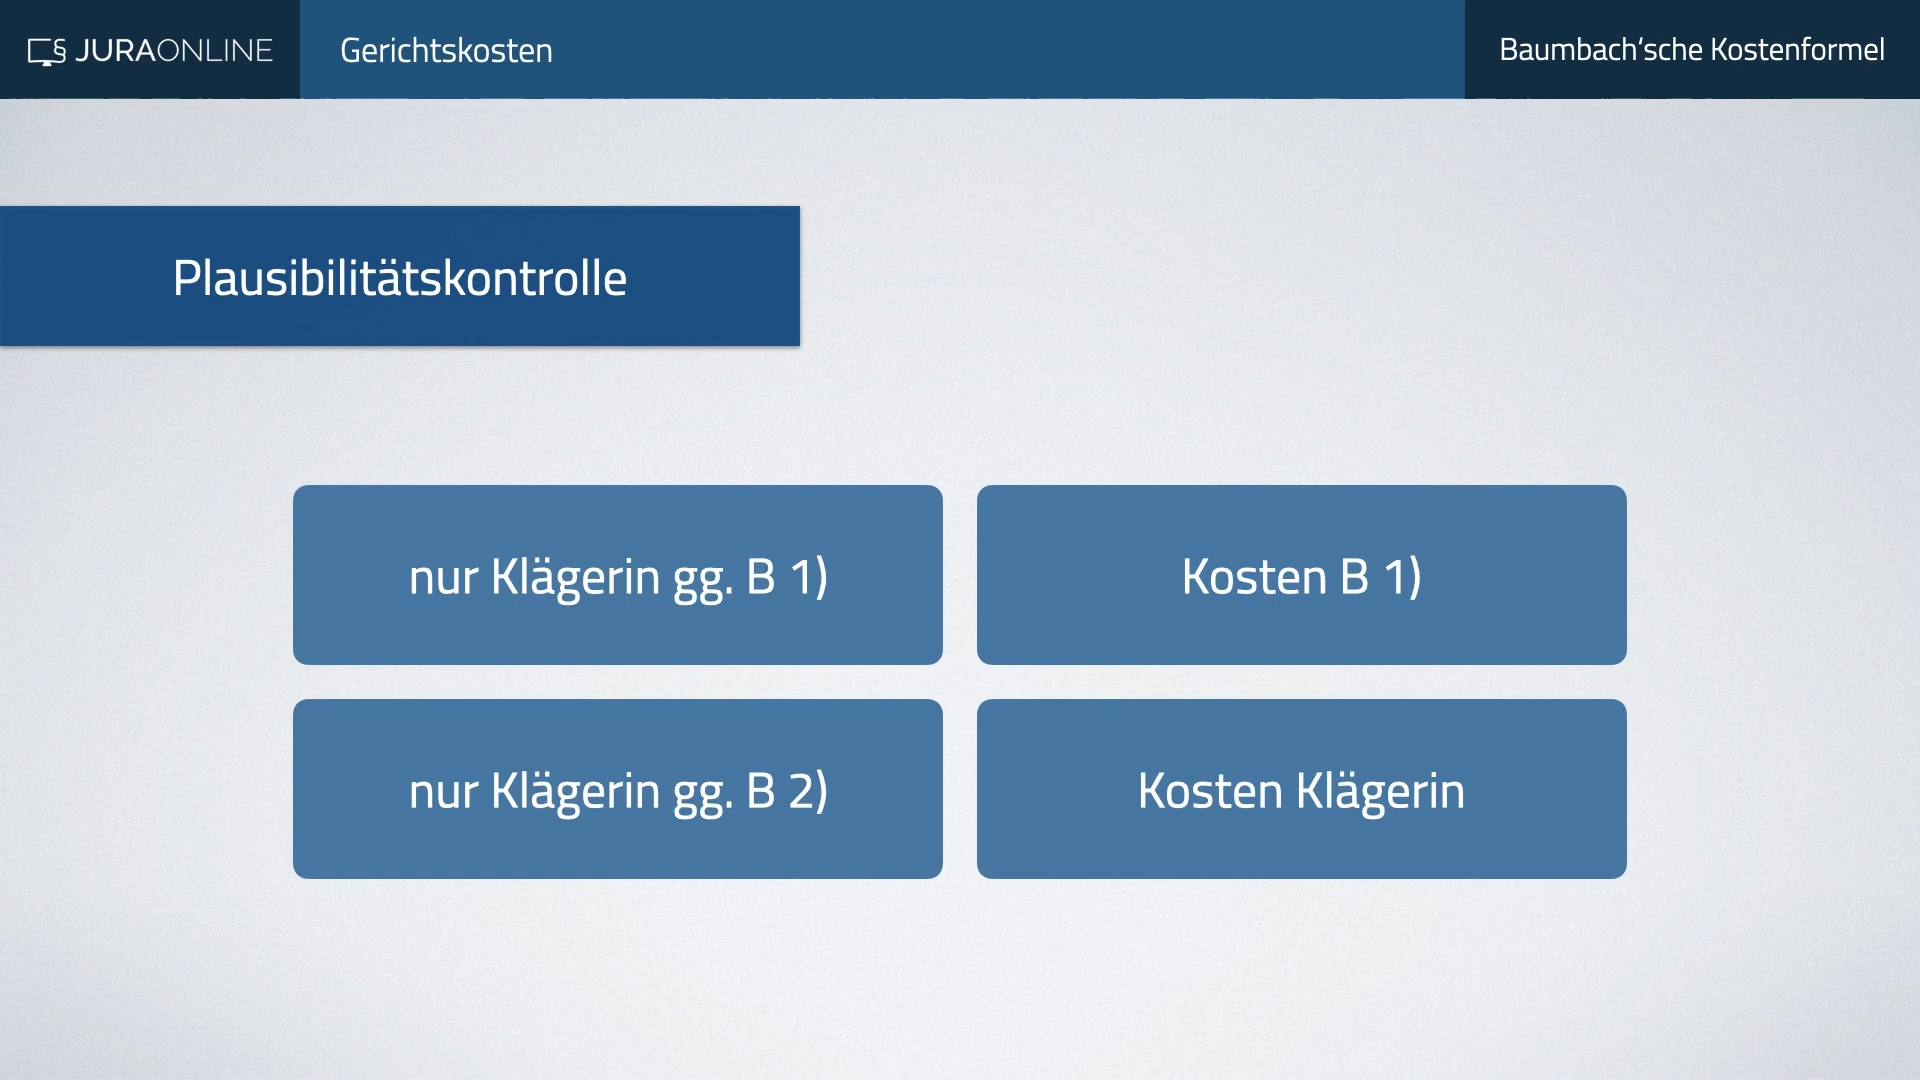 JURAONLINE
Gerichtskosten
Baumbach‘sche Kostenformel
Plausibilitätskontrolle
nur Klägerin gg. B 1)
Kosten B 1)
nur Klägerin gg. B 2)
Kosten Klägerin